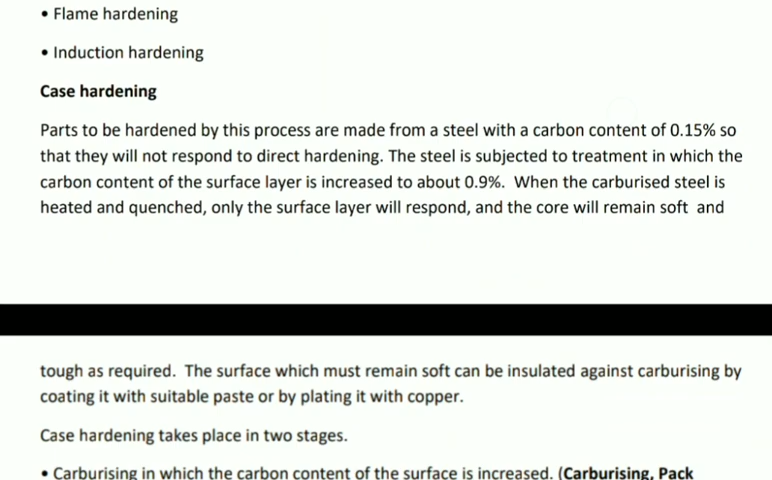 • Flame hardening
• Induction hardening
Case hardening
Parts to be hardened by this process are made from a steel with a carbon content of 0.15% so
that they will not respond to direct hardening. The steel is subjected to treatment in which the
carbon content of the surface layer is increased to about 0.9%. When the carburised steel is
heated and quenched, only the surface layer will respond, and the core will remain soft and
tough as required. The surface which must remain soft can be insulated against carburising by
coating it with suitable paste or by plating it with copper.
Case hardening takes place in two stages.
• Carburising in which the carbon content of the surface is increased. (Carburising, Pack